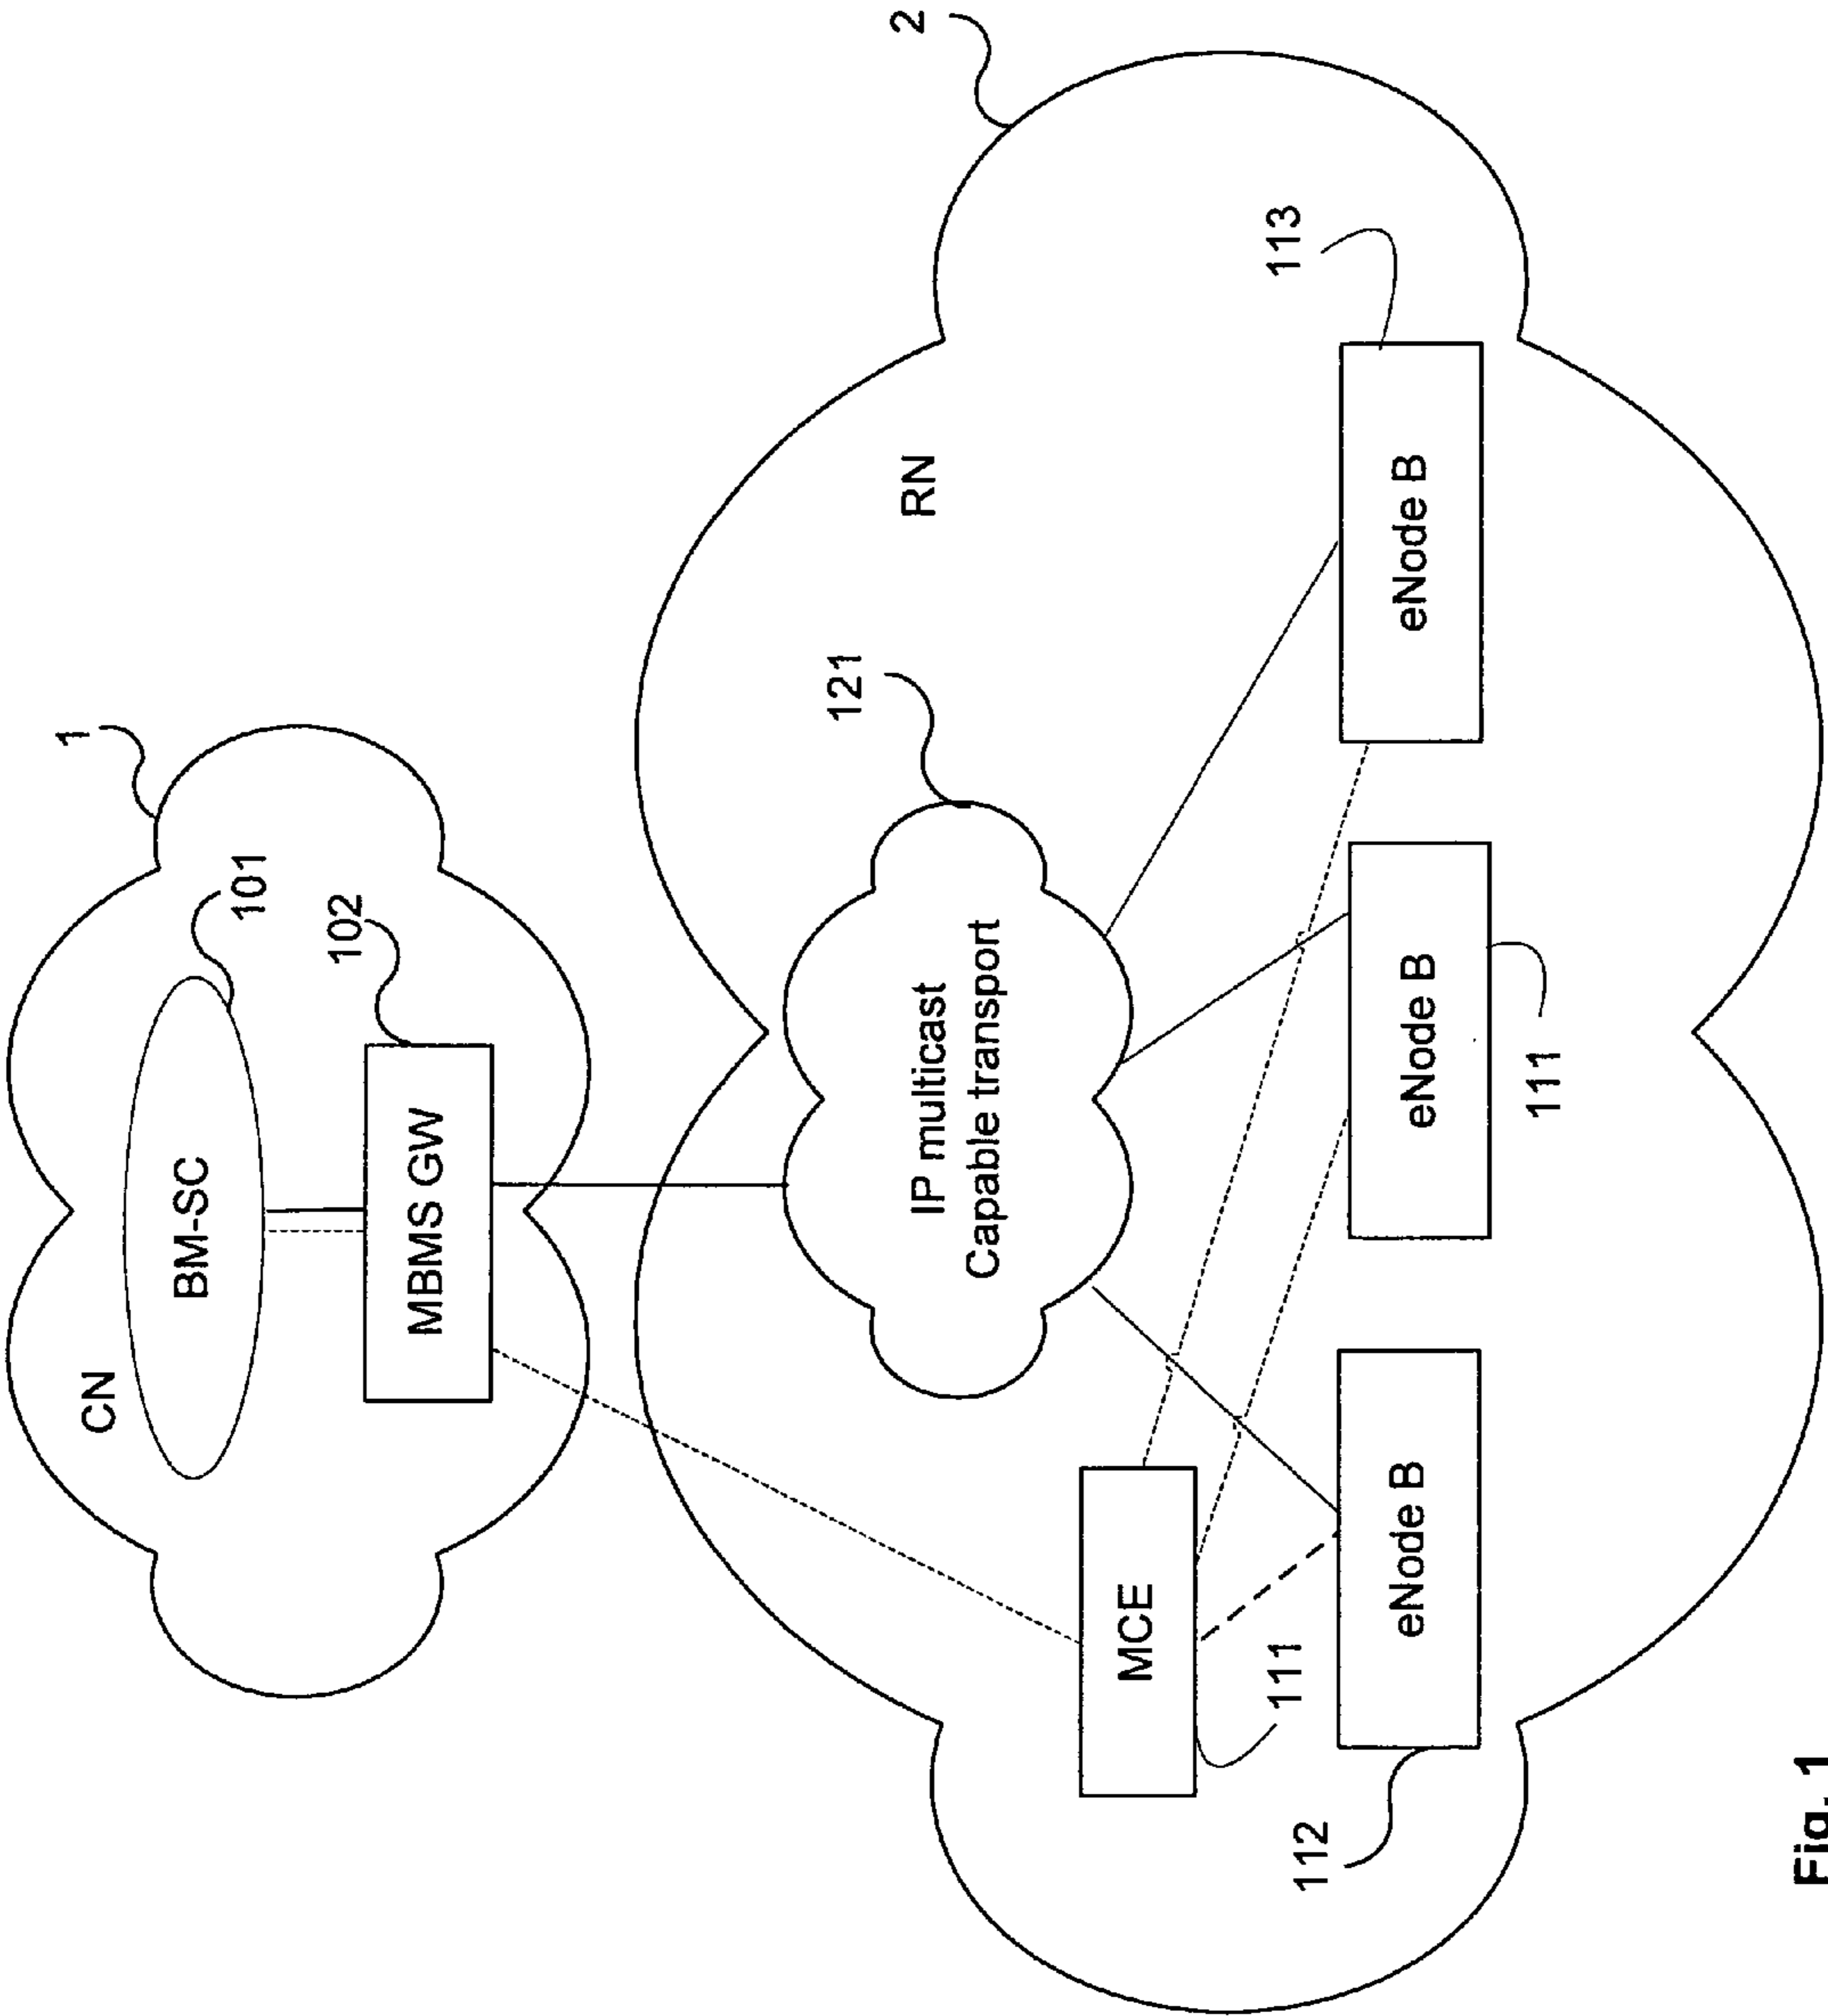 1
CN
BM-SC
101
MBMS GW
102
2
RN
IP multicast
Capable transport
121
MCE
111
eNode B
112
eNode B
111
eNode B
113
Fig. 1